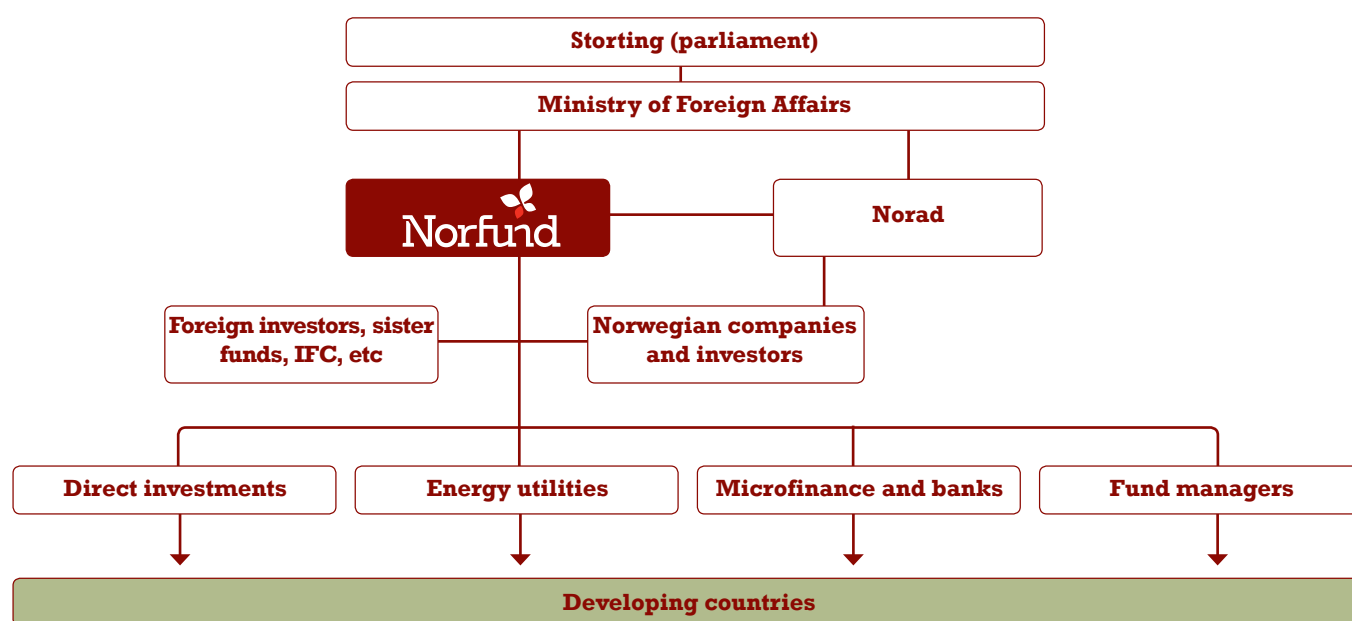 Storting (parliament)
Ministry of Foreign Affairs
Norfund
Norad
Foreign investors, sister
funds, IFC, etc
Norwegian companies
and investors
Direct investments
Energy utilities
Microfinance and banks
Fund managers
Developing countries